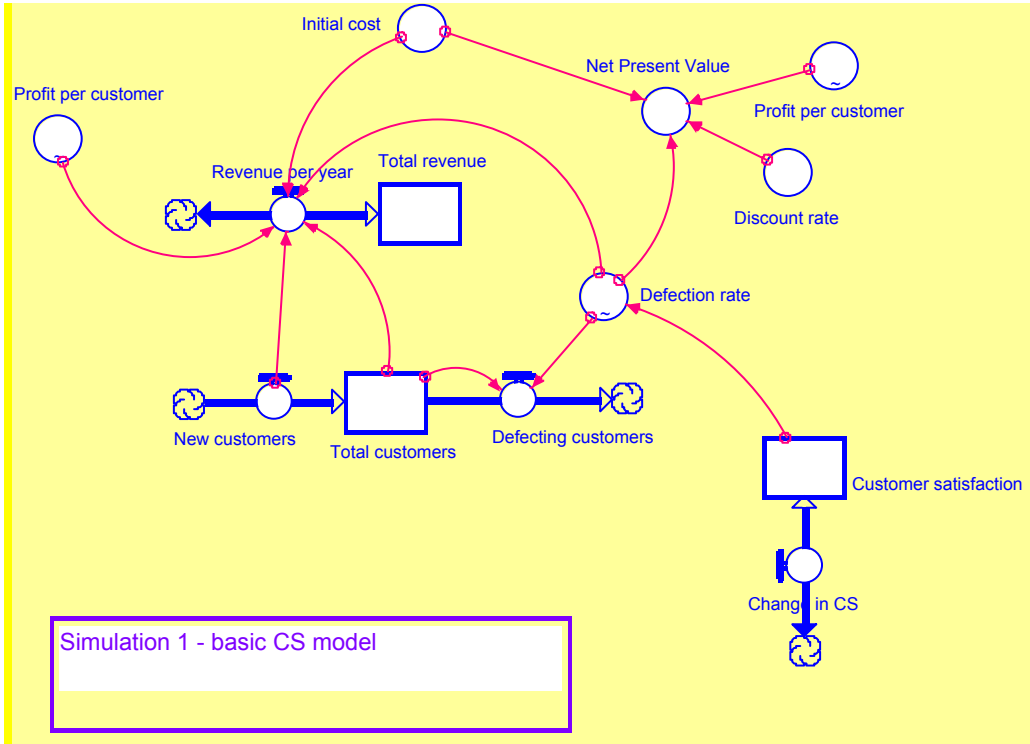 Initial cost
Net Present Value
Profit per customer
Profit per customer
Total revenue
Revenue per year
Discount rate
~
~
Defection rate
~
New customers
Total customers
Defecting customers
Customer satisfaction
Change in CS
Simulation 1 - basic CS model